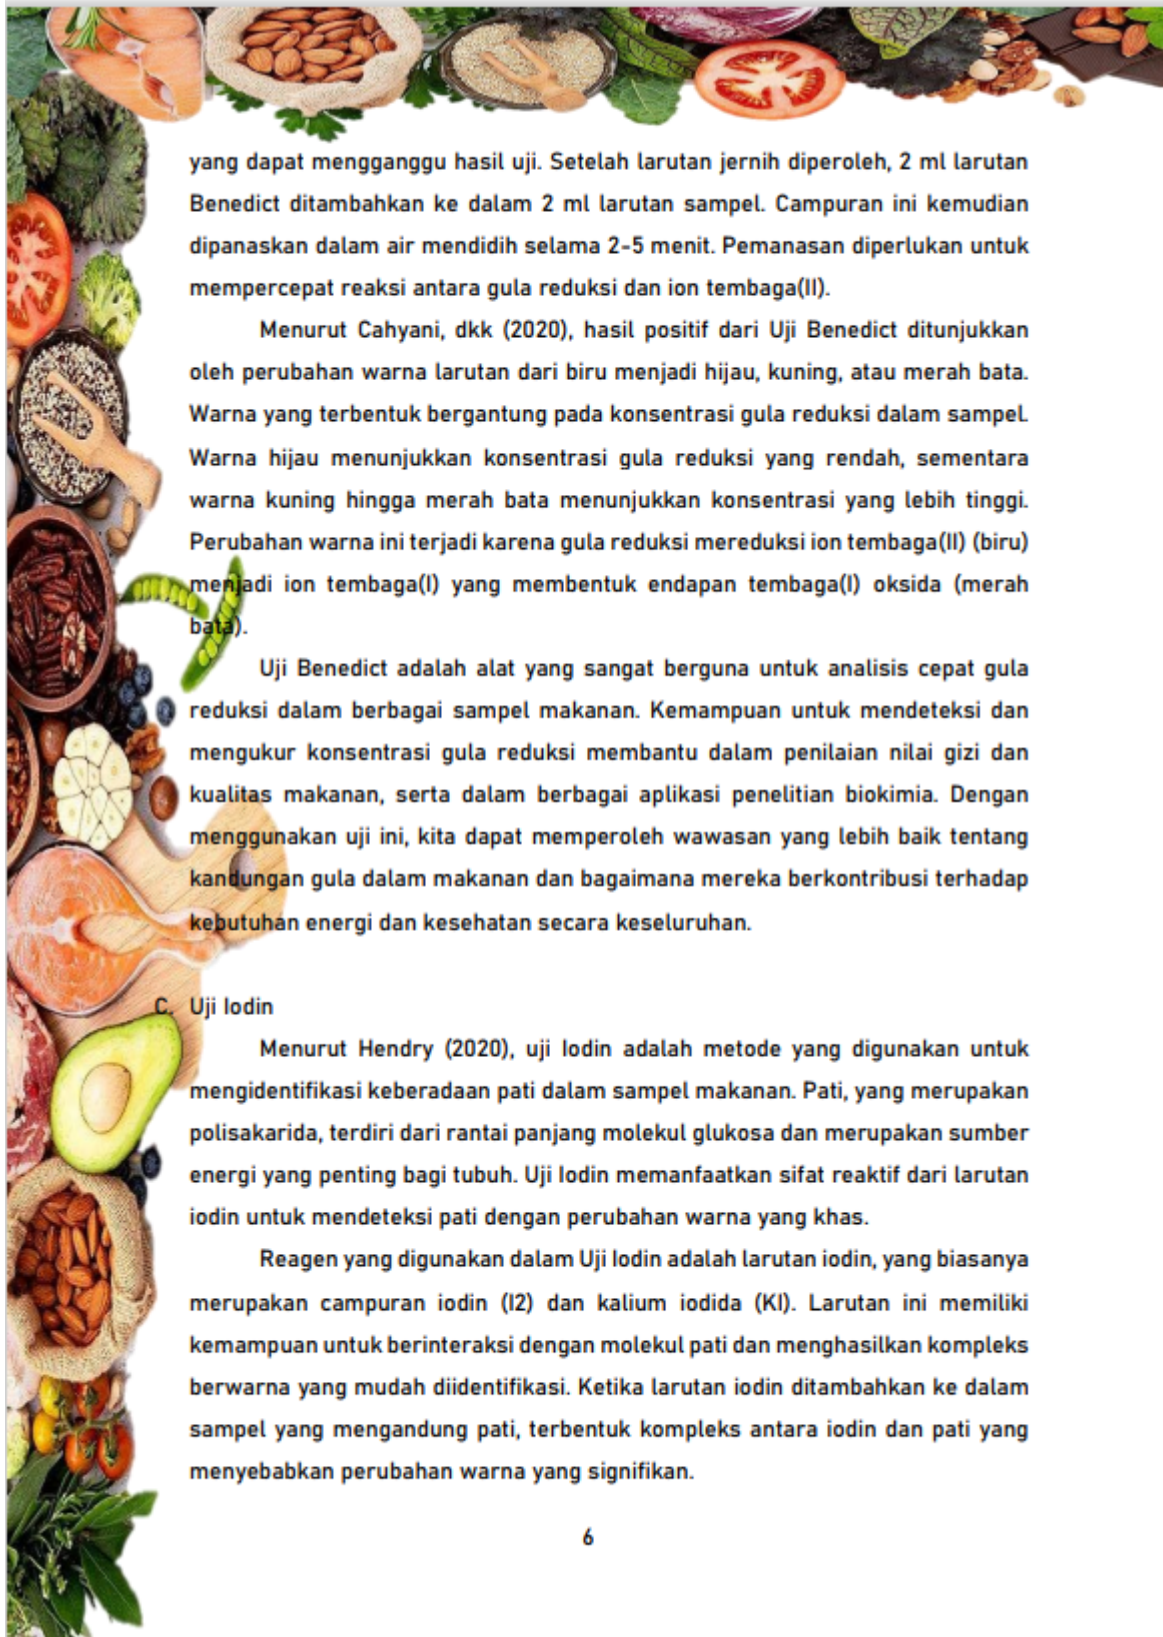 yang dapat mengganggu hasil uji. Setelah larutan jernih diperoleh, 2 ml larutan
Benedict ditambahkan ke dalam 2 ml larutan sampel. Campuran ini kemudian
dipanaskan dalam air mendidih selama 2-5 menit. Pemanasan diperlukan untuk
mempercepat reaksi antara gula reduksi dan ion tembaga(II).
Menurut Cahyani, dkk (2020), hasil positif dari Uji Benedict ditunjukkan
oleh perubahan warna larutan dari biru menjadi hijau, kuning, atau merah bata.
Warna yang terbentuk bergantung pada konsentrasi gula reduksi dalam sampel.
Warna hijau menunjukkan konsentrasi gula reduksi yang rendah, sementara
warna kuning hingga merah bata menunjukkan konsentrasi yang lebih tinggi.
Perubahan warna ini terjadi karena gula reduksi mereduksi ion tembaga(II) (biru)
menjadi ion tembaga(I) yang membentuk endapan tembaga(I) oksida (merah
bata).
Uji Benedict adalah alat yang sangat berguna untuk analisis cepat gula
reduksi dalam berbagai sampel makanan. Kemampuan untuk mendeteksi dan
mengukur konsentrasi gula reduksi membantu dalam penilaian nilai gizi dan
kualitas makanan, serta dalam berbagai aplikasi penelitian biokimia. Dengan
menggunakan uji ini, kita dapat memperoleh wawasan yang lebih baik tentang
kandungan gula dalam makanan dan bagaimana mereka berkontribusi terhadap
kebutuhan energi dan kesehatan secara keseluruhan.
C. Uji Iodin
Menurut Hendry (2020), uji Iodin adalah metode yang digunakan untuk
mengidentifikasi keberadaan pati dalam sampel makanan. Pati, yang merupakan
polisakarida, terdiri dari rantai panjang molekul glukosa dan merupakan sumber
energi yang penting bagi tubuh. Uji Iodin memanfaatkan sifat reaktif dari larutan
iodin untuk mendeteksi pati dengan perubahan warna yang khas.
Reagen yang digunakan dalam Uji Iodin adalah larutan iodin, yang biasanya
merupakan campuran iodin (I2) dan kalium iodida (KI). Larutan ini memiliki
kemampuan untuk berinteraksi dengan molekul pati dan menghasilkan kompleks
berwarna yang mudah diidentifikasi. Ketika larutan iodin ditambahkan ke dalam
sampel yang mengandung pati, terbentuk kompleks antara iodin dan pati yang
menyebabkan perubahan warna yang signifikan.
6